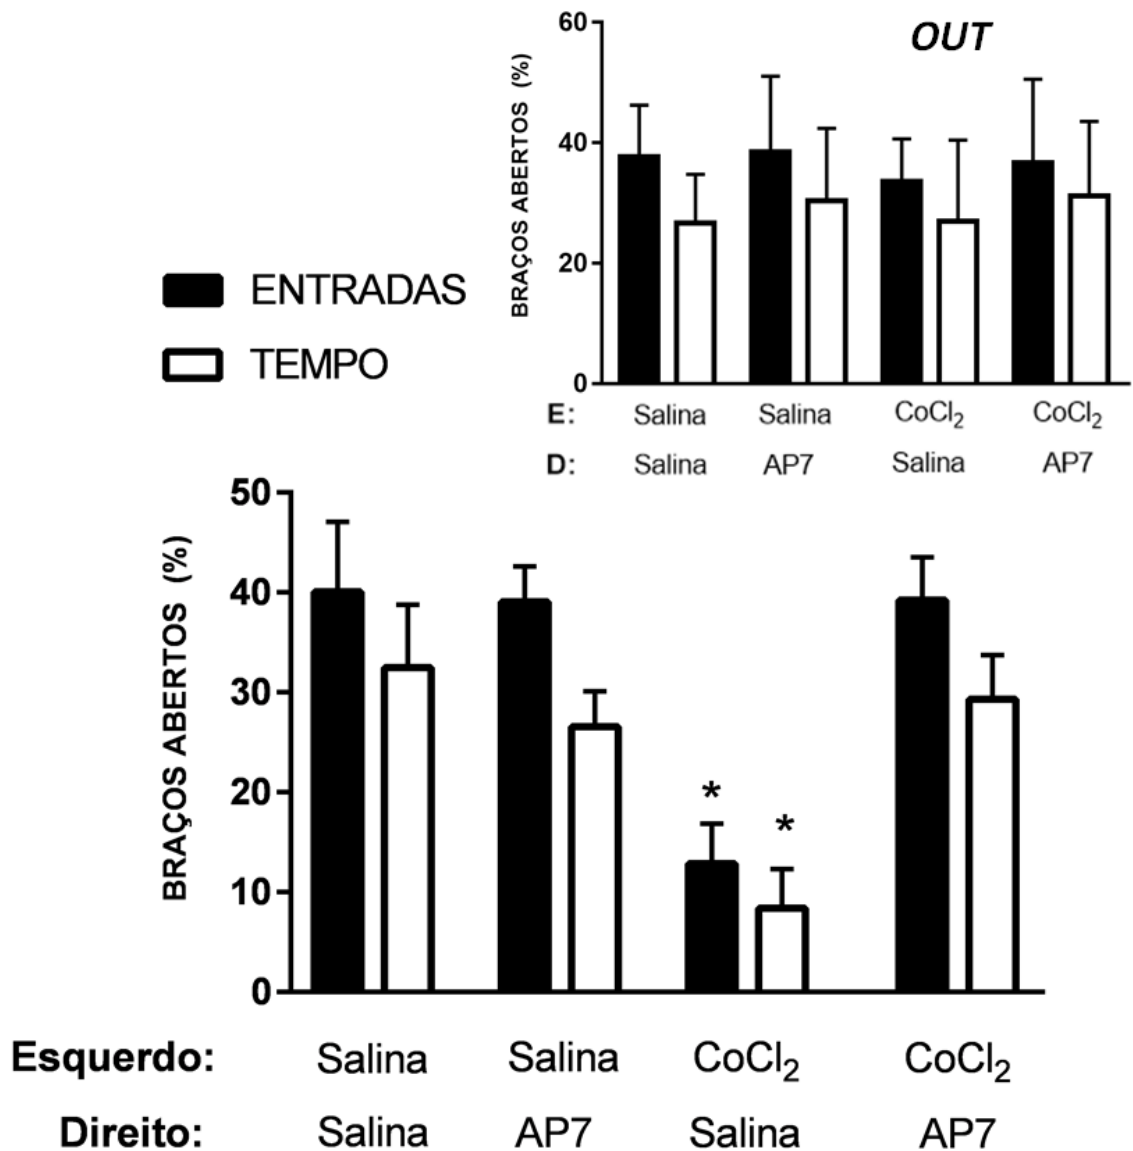 OUT
BRAÇOS ABERTOS (%)
60
40
20
0
E: Salina Salina CoCl₂ CoCl₂
D: Salina AP7 Salina AP7
ENTRADAS
TEMPO
BRAÇOS ABERTOS (%)
50
40
30
20
10
0
* *
Esquerdo: Salina Salina CoCl₂ CoCl₂
Direito: Salina AP7 Salina AP7